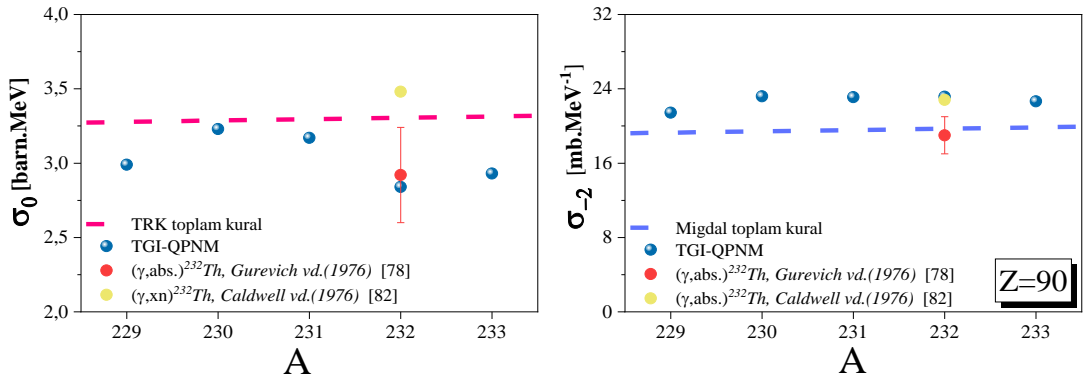 σ₀ [barn.MeV]
4,0
3,5
3,0
2,5
2,0
TRK toplam kural
TGI-QPNM
(γ,abs.)²³²Th, Gurevich vd.(1976) [78]
(γ,xn)²³²Th, Caldwell vd.(1976) [82]
229 230 231 232 233
A
σ₋₂ [mb.MeV⁻¹]
32
24
16
8
0
Migdal toplam kural
TGI-QPNM
(γ,abs.)²³²Th, Gurevich vd.(1976) [78]
(γ,abs.)²³²Th, Caldwell vd.(1976) [82]
Z=90
229 230 231 232 233
A